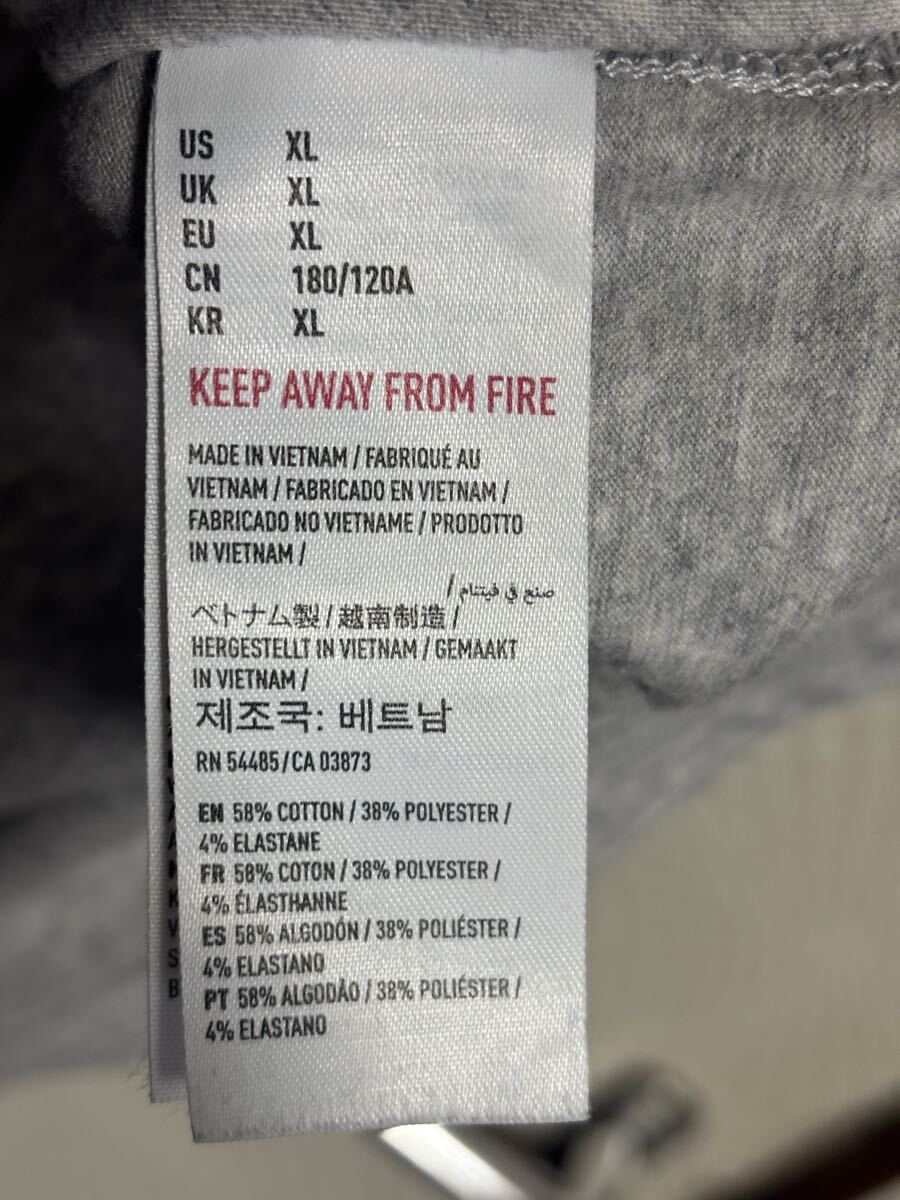 US XL
UK XL
EU XL
CN 180/120A
KR XL
KEEP AWAY FROM FIRE
MADE IN VIETNAM / FABRIQUÉ AU
VIETNAM / FABRICADO EN VIETNAM /
FABRICADO NO VIETNAME / PRODOTTO
IN VIETNAM /
صنع في فيتنام /
ベトナム製 / 越南制造 /
HERGESTELLT IN VIETNAM / GEMAAKT
IN VIETNAM /
제조국: 베트남
RN 54485 / CA 03873
EN 58% COTTON / 38% POLYESTER /
4% ELASTANE
FR 58% COTON / 38% POLYESTER /
4% ÉLASTHANNE
ES 58% ALGODÓN / 38% POLIÉSTER /
4% ELASTANO
PT 58% ALGODÃO / 38% POLIÉSTER /
4% ELASTANO